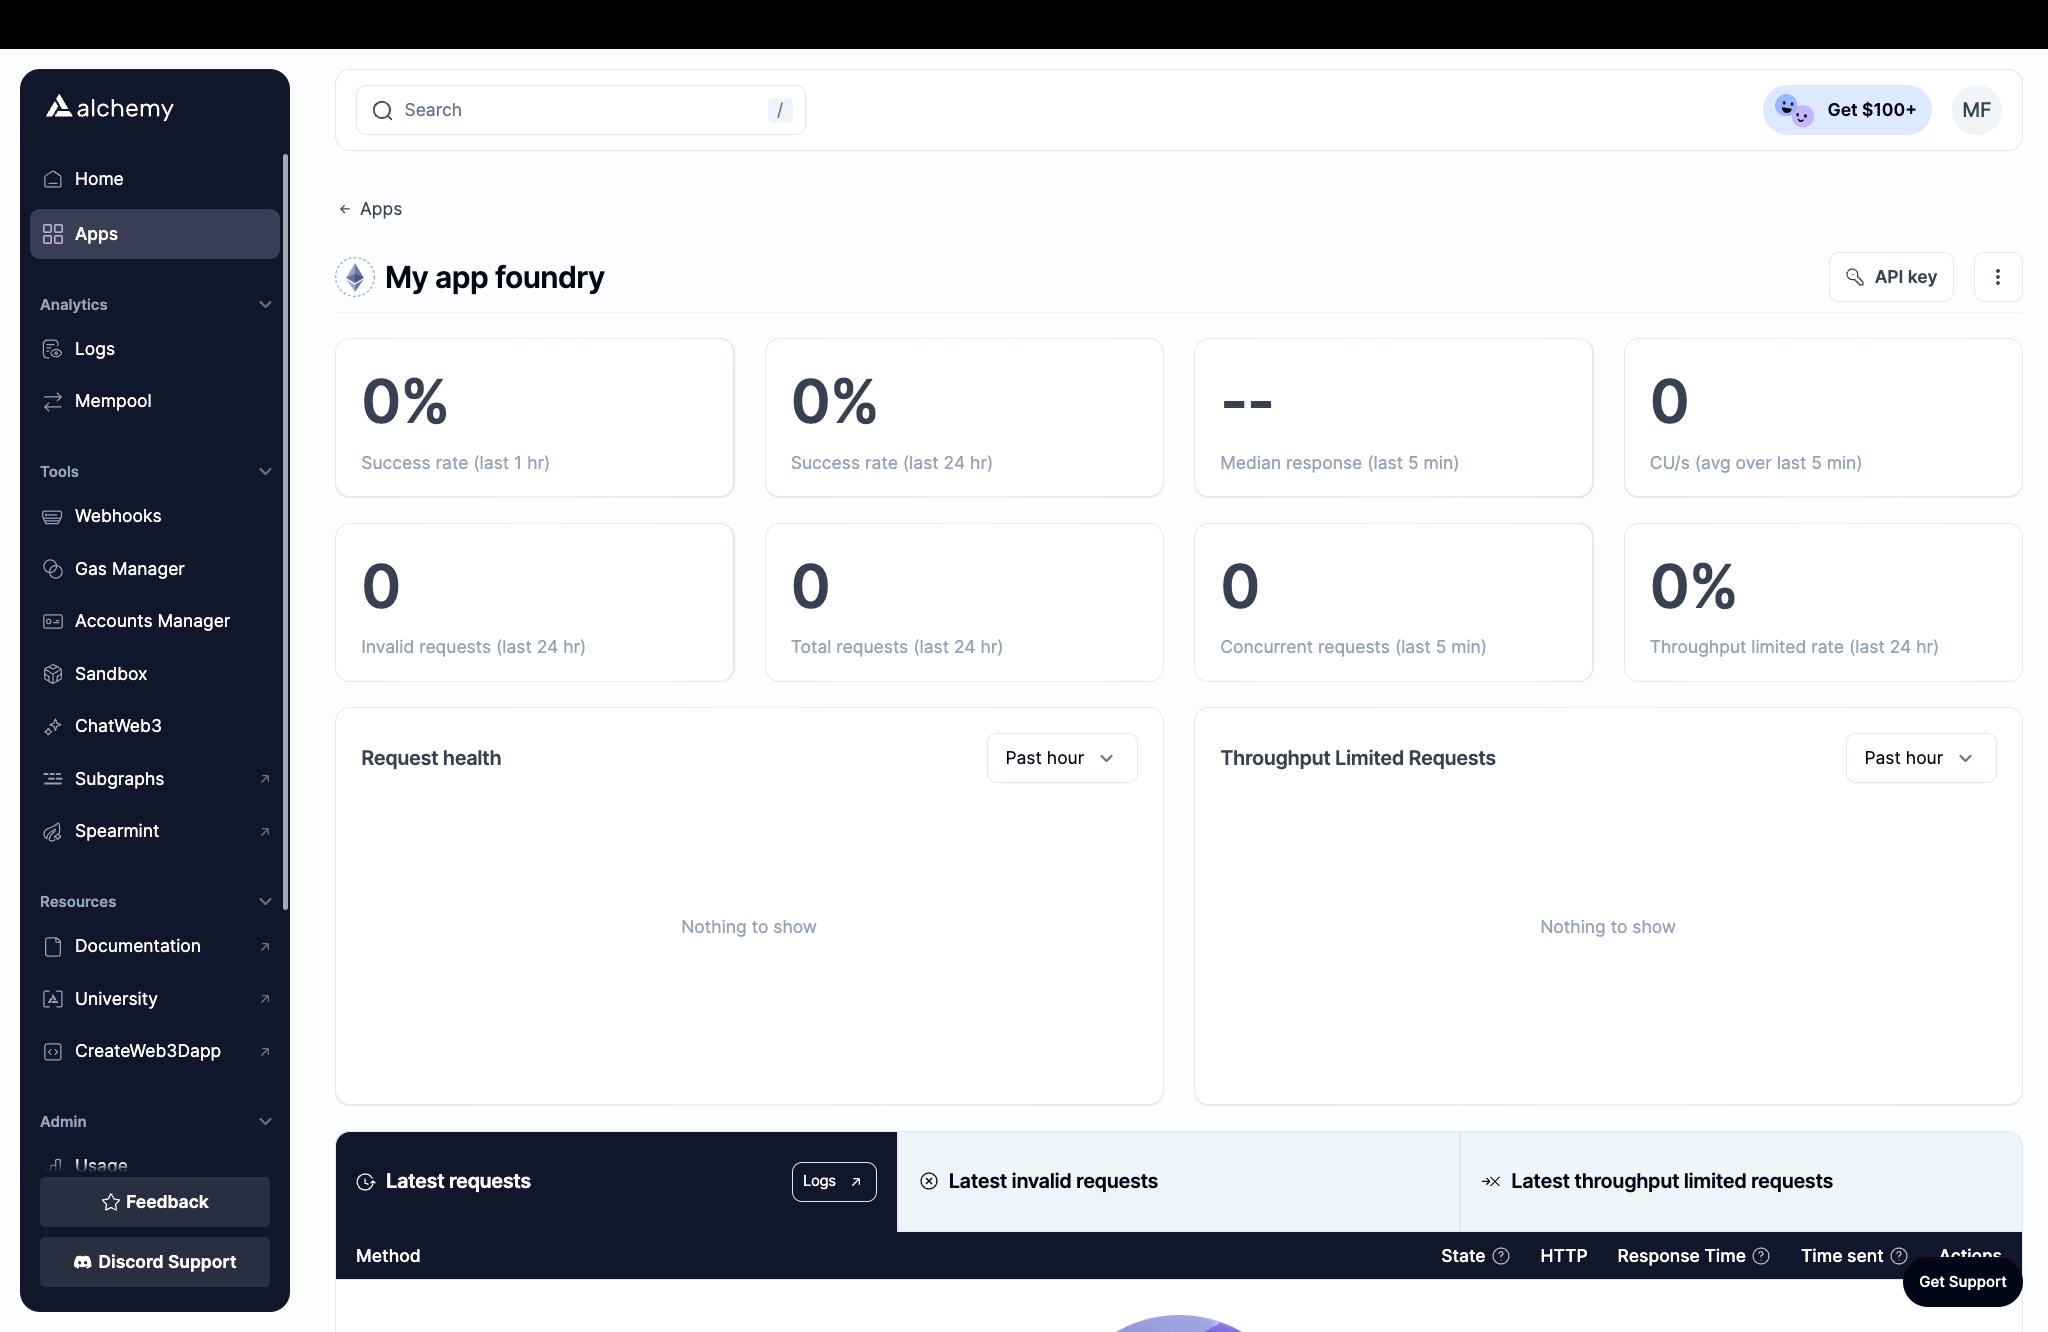 alchemy
Home
Apps
Analytics
Logs
Mempool
Tools
Webhooks
Gas Manager
Accounts Manager
Sandbox
ChatWeb3
Subgraphs
Spearmint
Resources
Documentation
University
CreateWeb3Dapp
Admin
Usage
Feedback
Discord Support
Search /
Get $100+ MF
← Apps
My app foundry
API key
0%
Success rate (last 1 hr)
0%
Success rate (last 24 hr)
--
Median response (last 5 min)
0
CU/s (avg over last 5 min)
0
Invalid requests (last 24 hr)
0
Total requests (last 24 hr)
0
Concurrent requests (last 5 min)
0%
Throughput limited rate (last 24 hr)
Request health Past hour
Nothing to show
Throughput Limited Requests Past hour
Nothing to show
Latest requests Logs
Latest invalid requests
Latest throughput limited requests
Method State ? HTTP Response Time ? Time sent ? Actions
Get Support